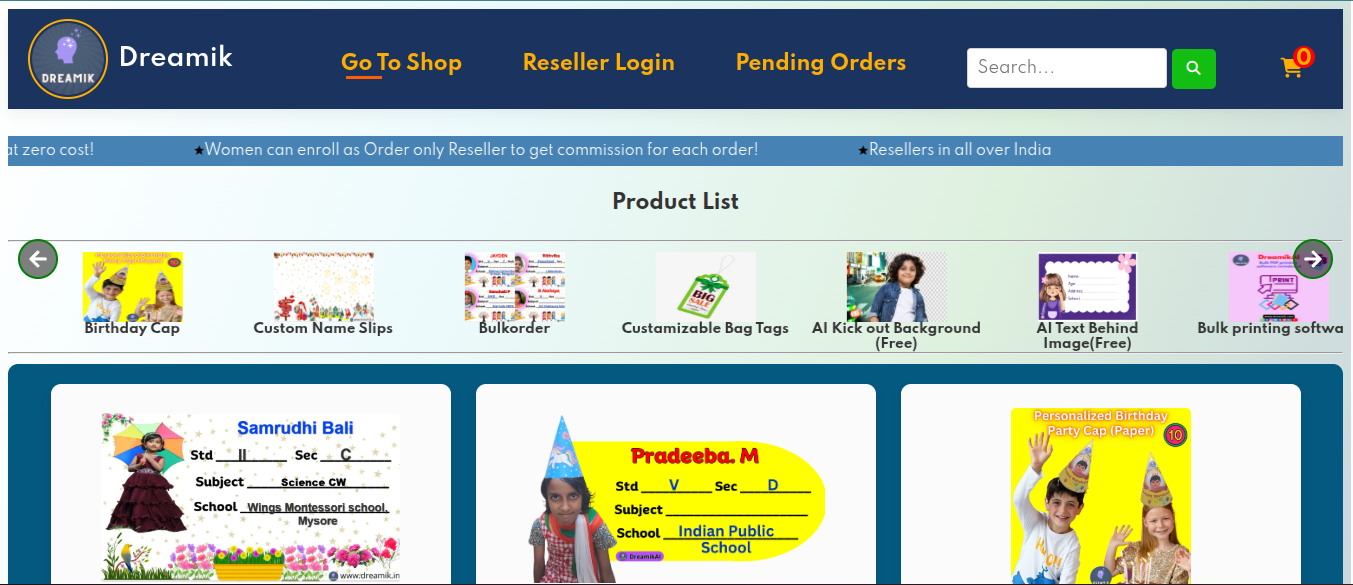 DREAMIK
Dreamik
Go To Shop
Reseller Login
Pending Orders
Search...
0
at zero cost!
★Women can enroll as Order only Reseller to get commission for each order!
★Resellers in all over India
Product List
Birthday Cap
Custom Name Slips
JAYDEN
Bulkorder
BIG
SALE
Custamizable Bag Tags
AI Kick out Background
(Free)
AI Text Behind
Image(Free)
PRINT
Bulk printing softwa
Samrudhi Bali
Std II Sec C
Subject Science CW
School Wings Montessori school,
Mysore
www.dreamik.in
Pradeeba. M
Std V Sec D
Subject
School Indian Public
School
DreamikAI
Personalized Birthday
Party Cap (Paper)
10